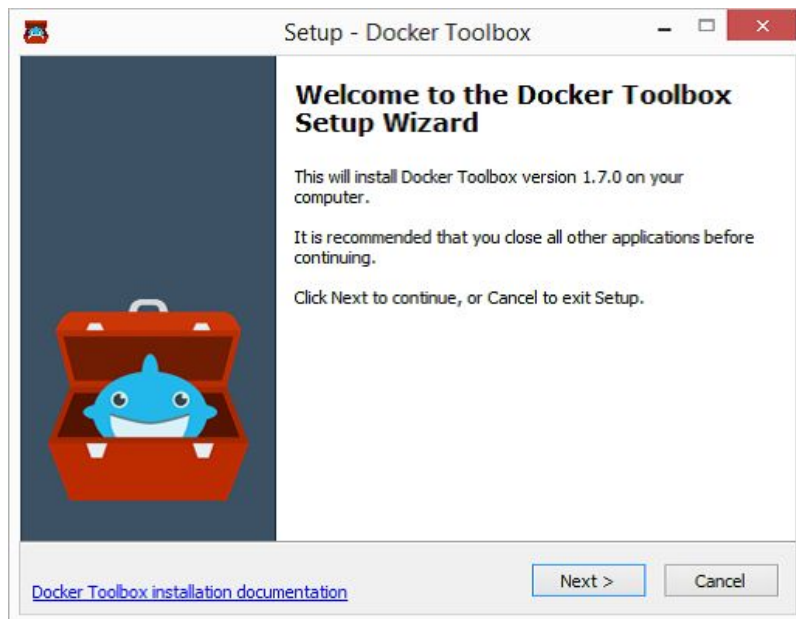 Setup - Docker Toolbox
Welcome to the Docker Toolbox
Setup Wizard
This will install Docker Toolbox version 1.7.0 on your
computer.
It is recommended that you close all other applications before
continuing.
Click Next to continue, or Cancel to exit Setup.
Docker Toolbox installation documentation
Next >
Cancel